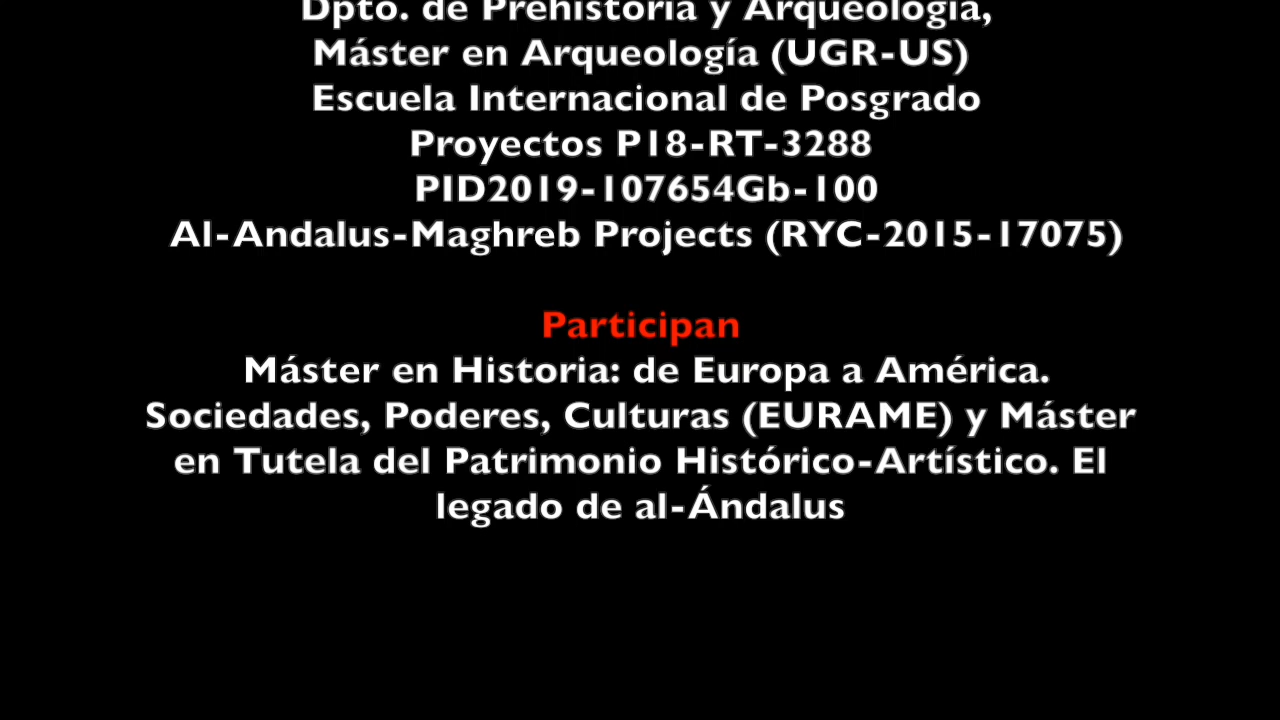 Dpto. de Prehistoria y Arqueología,
Máster en Arqueología (UGR-US)
Escuela Internacional de Posgrado
Proyectos P18-RT-3288
PID2019-107654Gb-100
Al-Andalus-Maghreb Projects (RYC-2015-17075)
Participan
Máster en Historia: de Europa a América.
Sociedades, Poderes, Culturas (EURAME) y Máster
en Tutela del Patrimonio Histórico-Artístico. El
legado de al-Ándalus